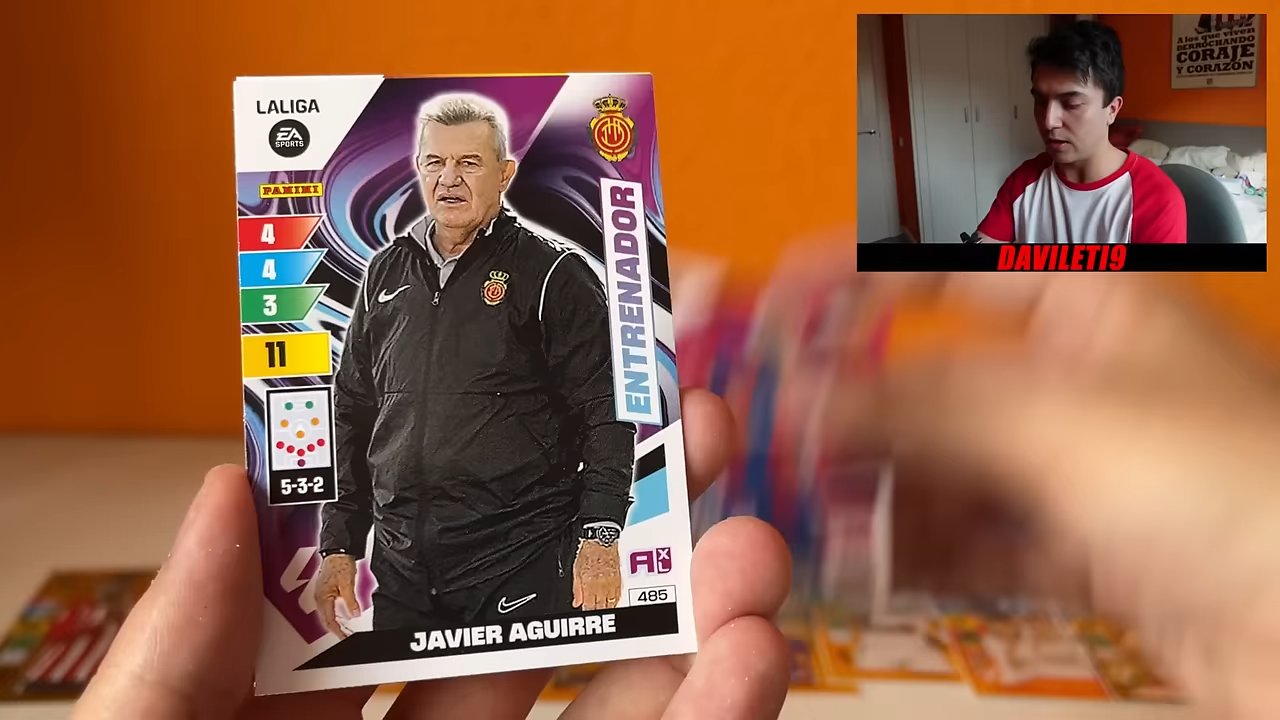 LALIGA
EA
SPORTS
PANINI
4
4
3
11
5-3-2
ENTRENADOR
AXL
485
JAVIER AGUIRRE
A los que viven
DERROCHANDO
CORAJE
Y CORAZÓN
DAVILETI9